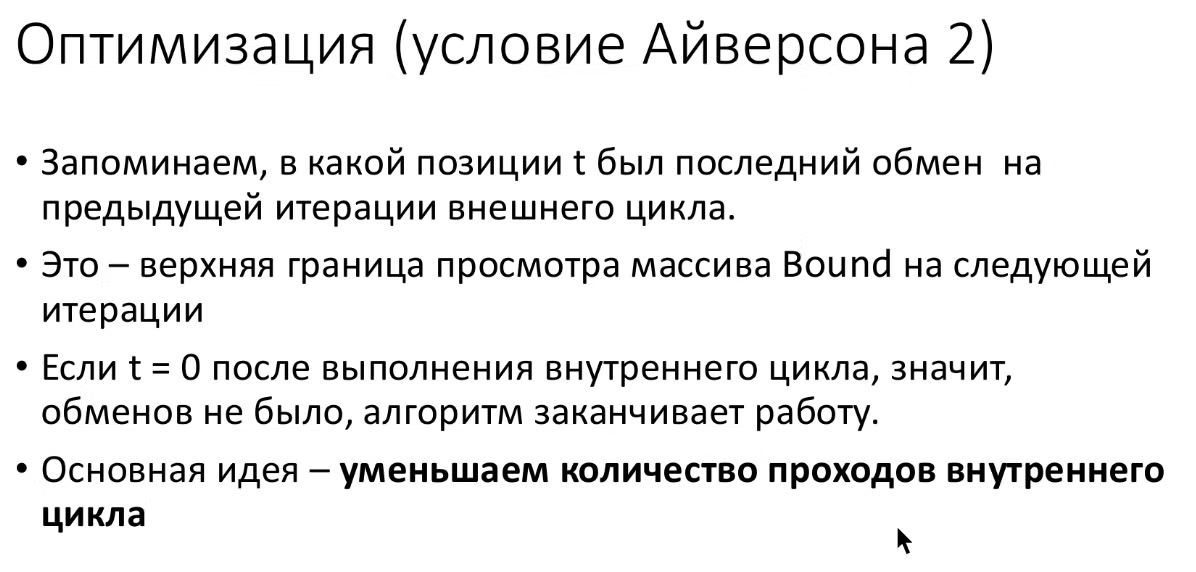 Оптимизация (условие Айверсона 2)
• Запоминаем, в какой позиции t был последний обмен на
предыдущей итерации внешнего цикла.
• Это – верхняя граница просмотра массива Bound на следующей
итерации
• Если t = 0 после выполнения внутреннего цикла, значит,
обменов не было, алгоритм заканчивает работу.
• Основная идея – уменьшаем количество проходов внутреннего
цикла